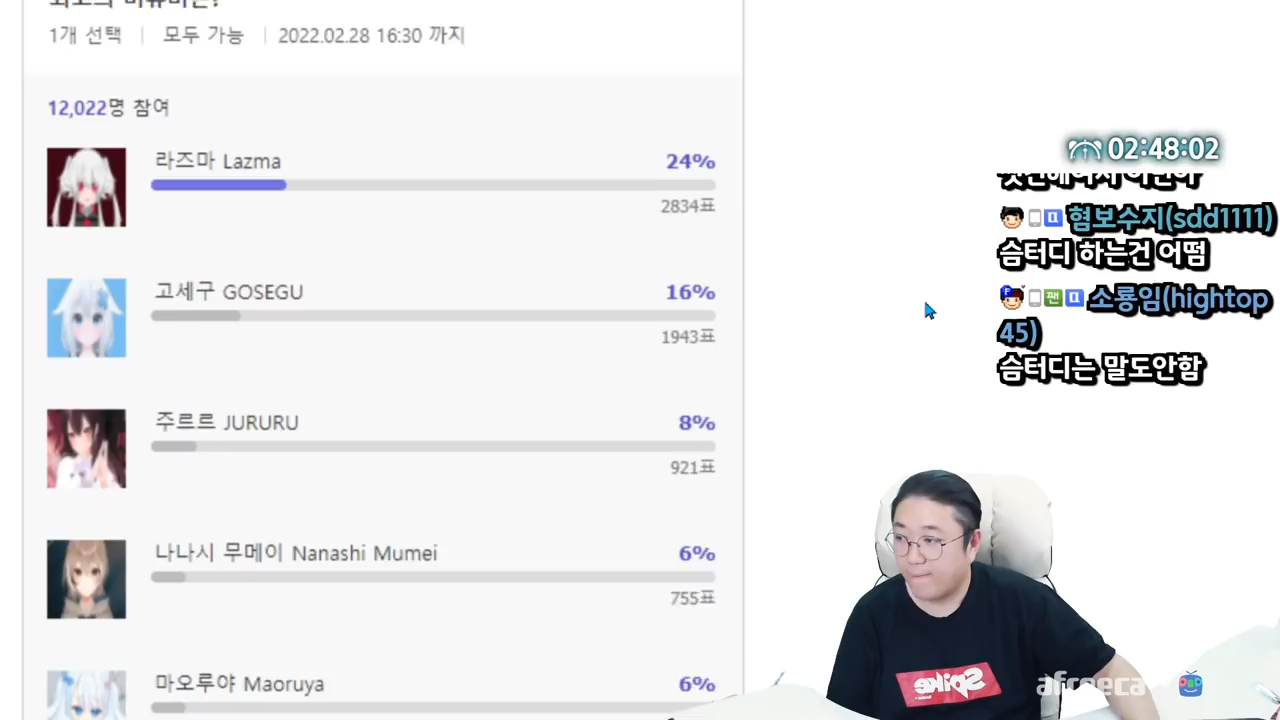 1개 선택 | 모두 가능 | 2022.02.28 16:30 까지
12,022명 참여
라즈마 Lazma 24%
2834표
고세구 GOSEGU 16%
1943표
주르르 JURURU 8%
921표
나나시 무메이 Nanashi Mumei 6%
755표
마오루야 Maoruya 6%
02:48:02
혐보수지(sdd1111)
슴터디 하는건 어떰
소룡임(hightop
45)
슴터디는 말도안함
Spike
afreeca